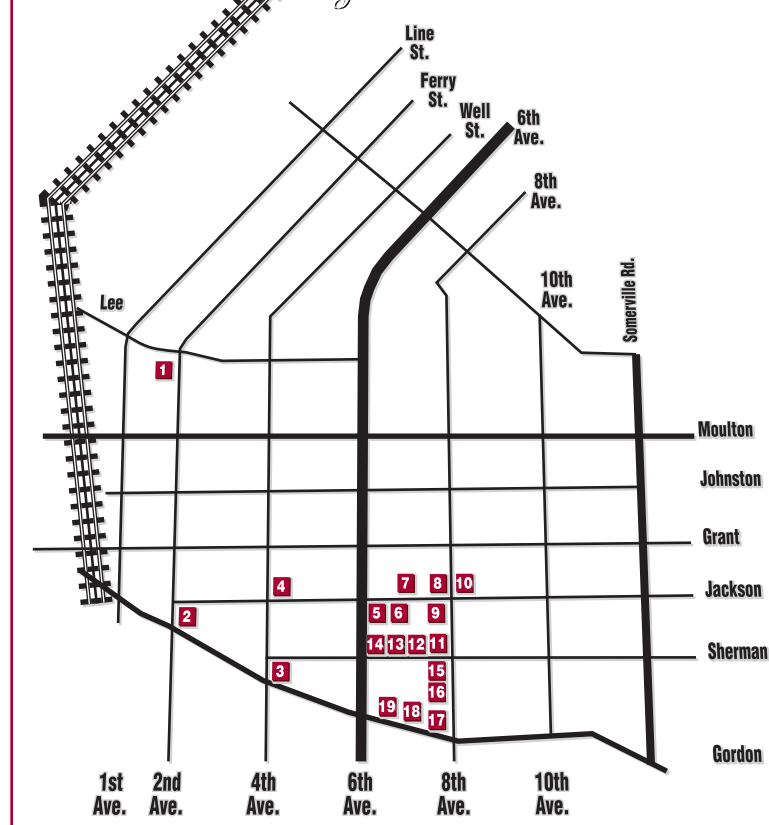 Line
St.
Ferry
St.
Well
St.
6th
Ave.
8th
Ave.
10th
Ave.
Somerville Rd.
Lee
1
Moulton
Johnston
Grant
4
7
8
10
Jackson
2
5
6
9
14
13
12
11
Sherman
3
15
16
19
18
17
Gordon
1st
Ave.
2nd
Ave.
4th
Ave.
6th
Ave.
8th
Ave.
10th
Ave.